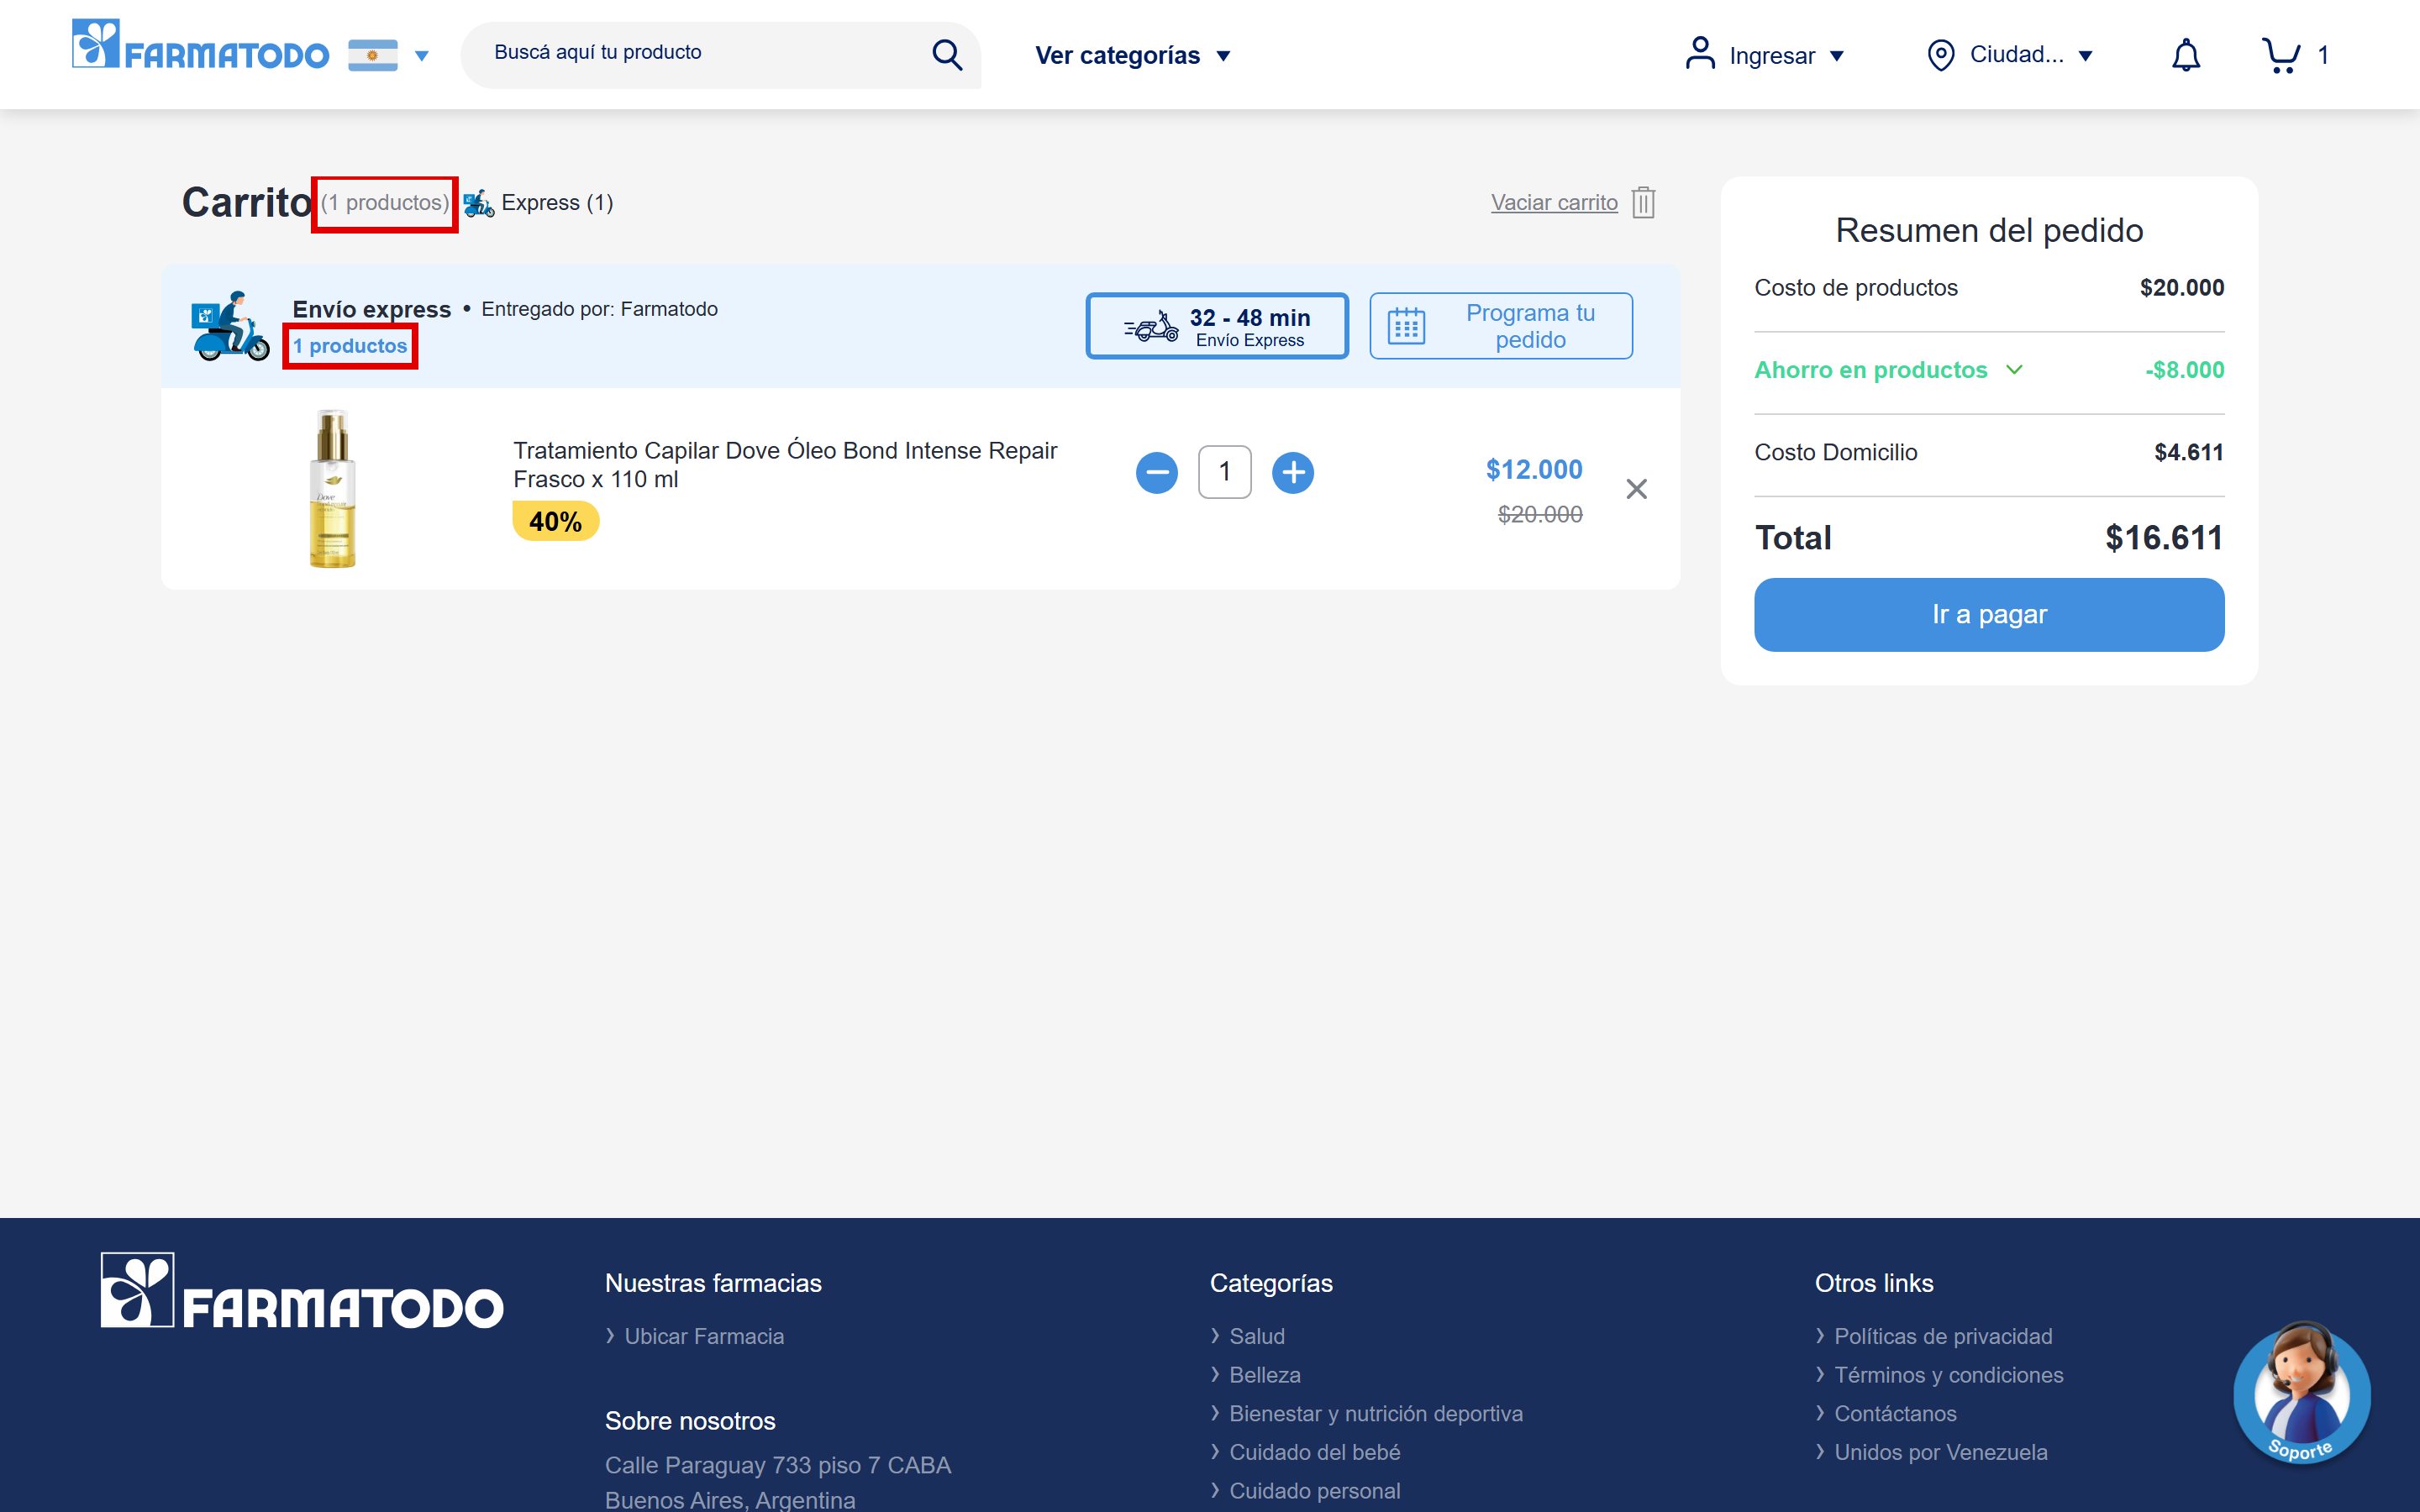 FARMATODO
Buscá aquí tu producto
Ver categorías
Ingresar
Ciudad...
1
Carrito (1 productos) Express (1)
Vaciar carrito
Envío express • Entregado por: Farmatodo
1 productos
32 - 48 min
Envío Express
Programa tu
pedido
Tratamiento Capilar Dove Óleo Bond Intense Repair
Frasco x 110 ml
40%
1
$12.000
$20.000
Dove
Resumen del pedido
Costo de productos $20.000
Ahorro en productos -$8.000
Costo Domicilio $4.611
Total $16.611
Ir a pagar
FARMATODO
Nuestras farmacias
Ubicar Farmacia
Sobre nosotros
Calle Paraguay 733 piso 7 CABA
Buenos Aires, Argentina
Categorías
Salud
Belleza
Bienestar y nutrición deportiva
Cuidado del bebé
Cuidado personal
Otros links
Políticas de privacidad
Términos y condiciones
Contáctanos
Unidos por Venezuela
Soporte